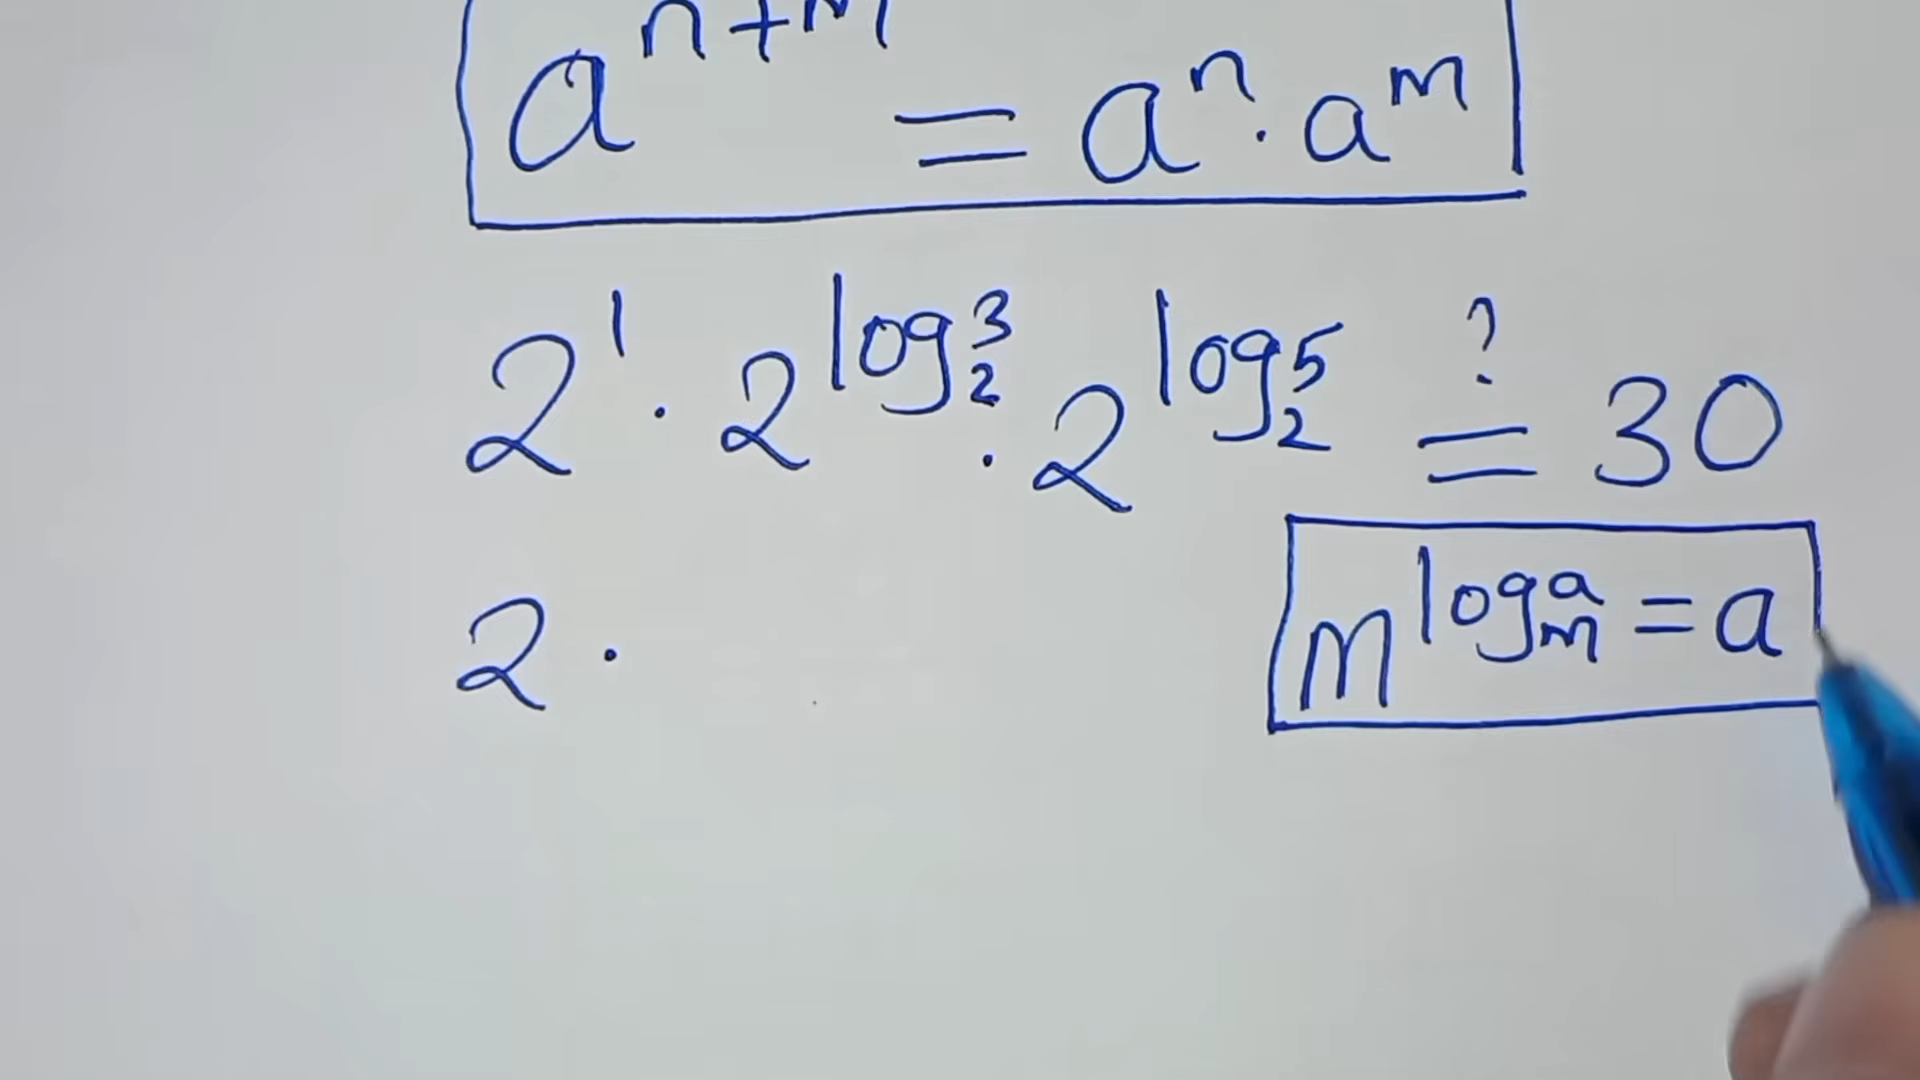 a^{n+m} = a^n · a^m
2^1 · 2^{log_2^3} · 2^{log_2^5} ?= 30
m^{log_m^a} = a
2 ·